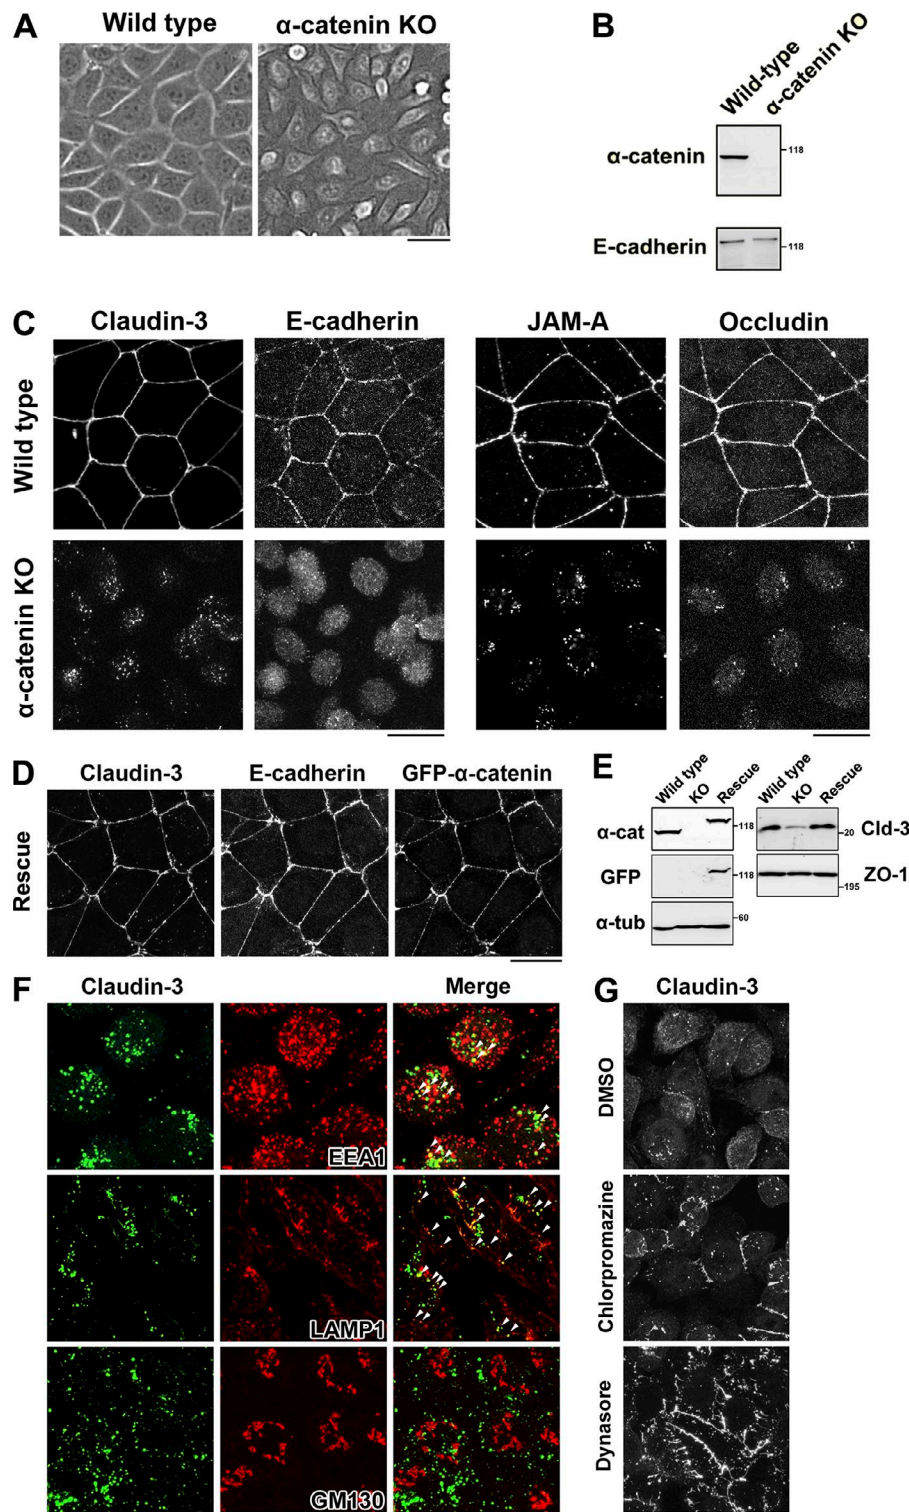 A
Wild type
α-catenin KO
B
Wild-type
α-catenin KO
α-catenin
118
E-cadherin
118
C
Claudin-3
E-cadherin
JAM-A
Occludin
Wild type
α-catenin KO
D
Claudin-3
E-cadherin
GFP-α-catenin
Rescue
E
Wild type
KO
Rescue
Wild type
KO
Rescue
α-cat
118
20
Cld-3
GFP
118
195
ZO-1
α-tub
60
F
Claudin-3
Merge
EEA1
LAMP1
GM130
G
Claudin-3
DMSO
Chlorpromazine
Dynasore